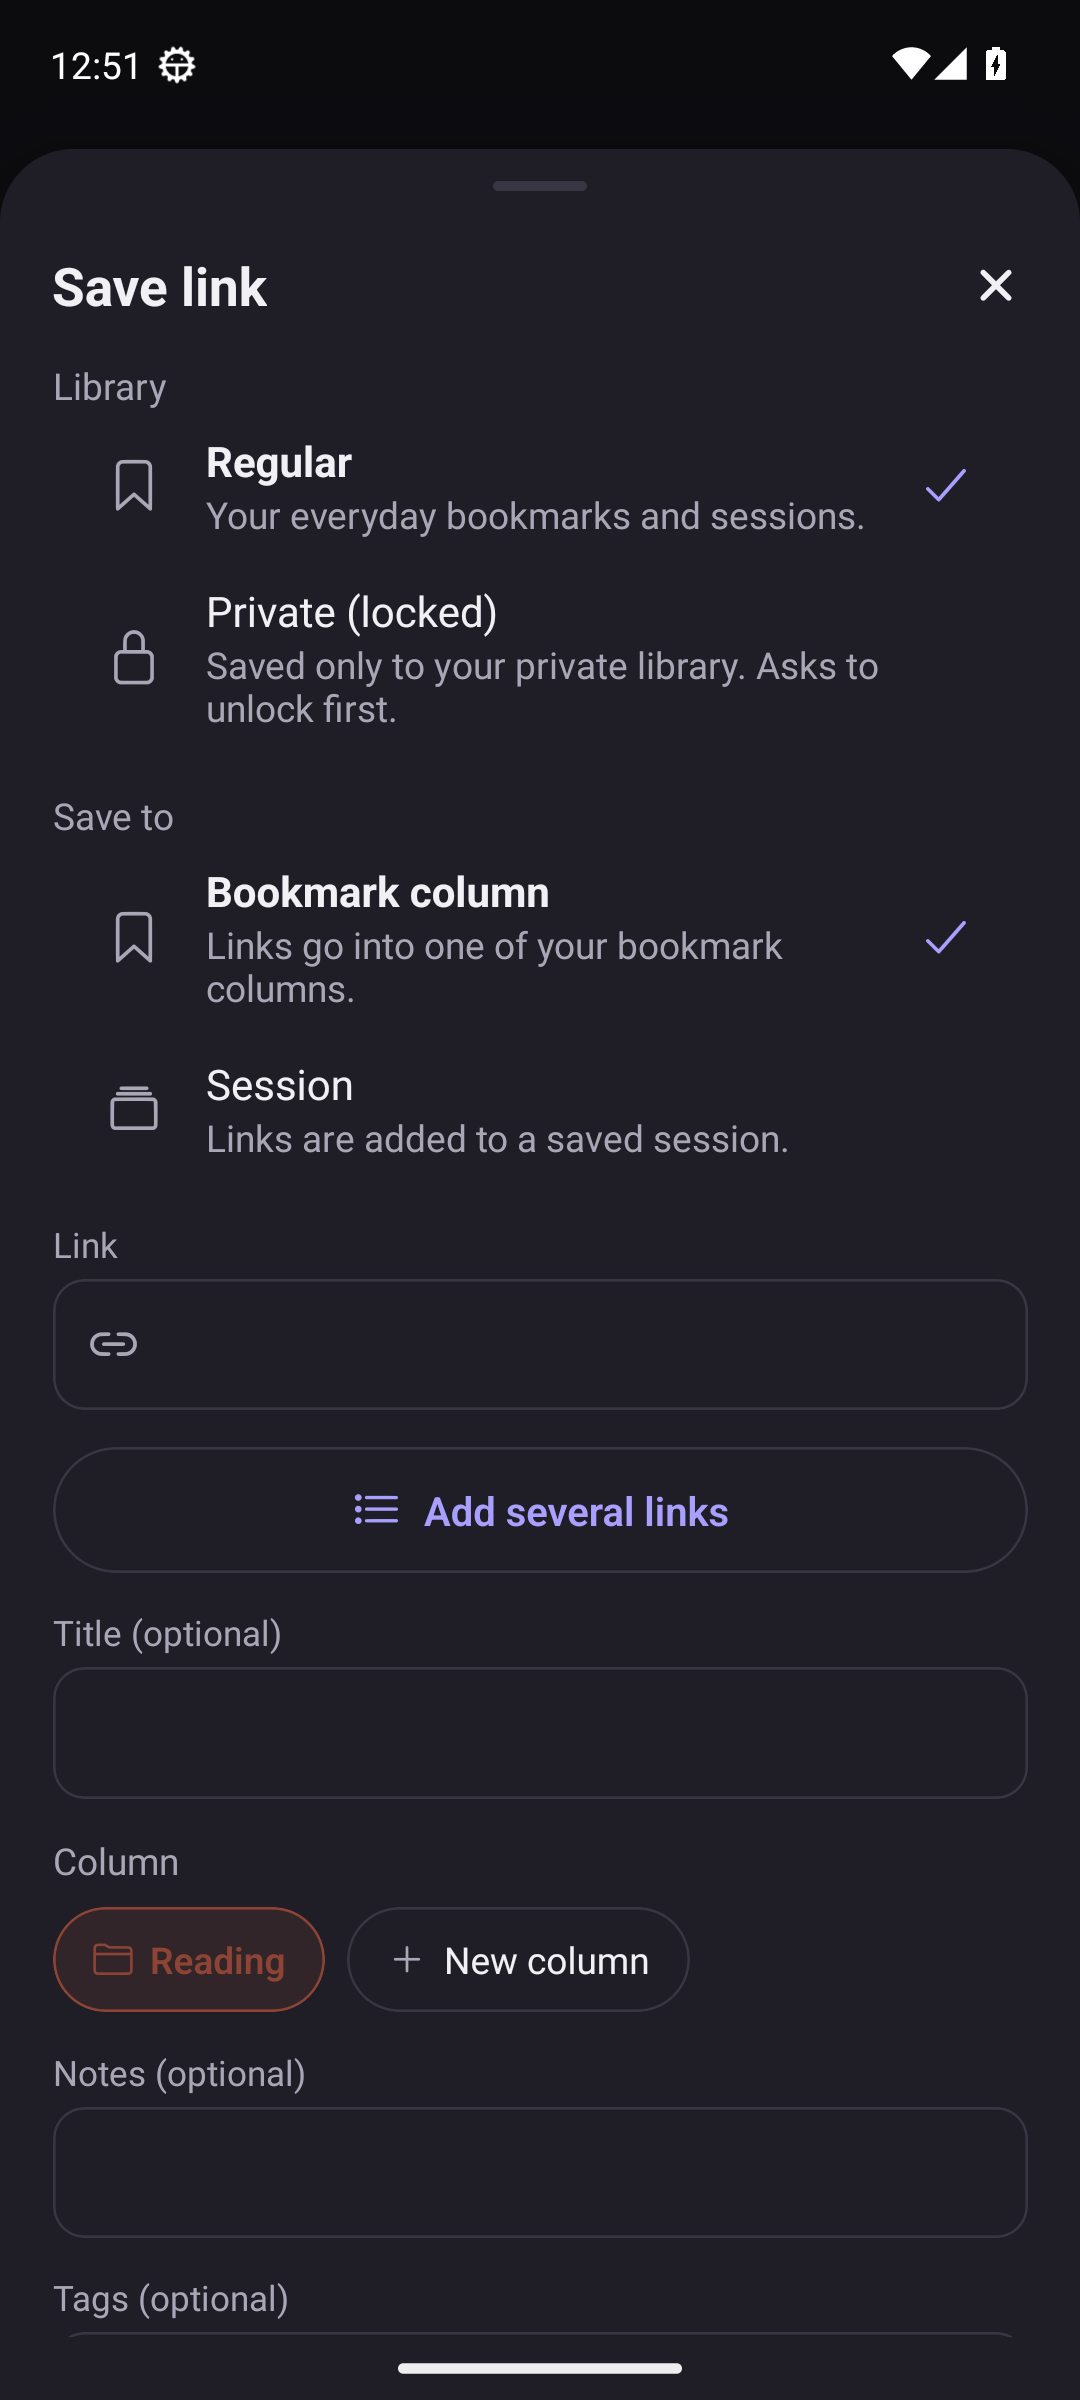 12:51
Save link
Library
Regular
Your everyday bookmarks and sessions.
Private (locked)
Saved only to your private library. Asks to
unlock first.
Save to
Bookmark column
Links go into one of your bookmark
columns.
Session
Links are added to a saved session.
Link
Add several links
Title (optional)
Column
Reading
New column
Notes (optional)
Tags (optional)